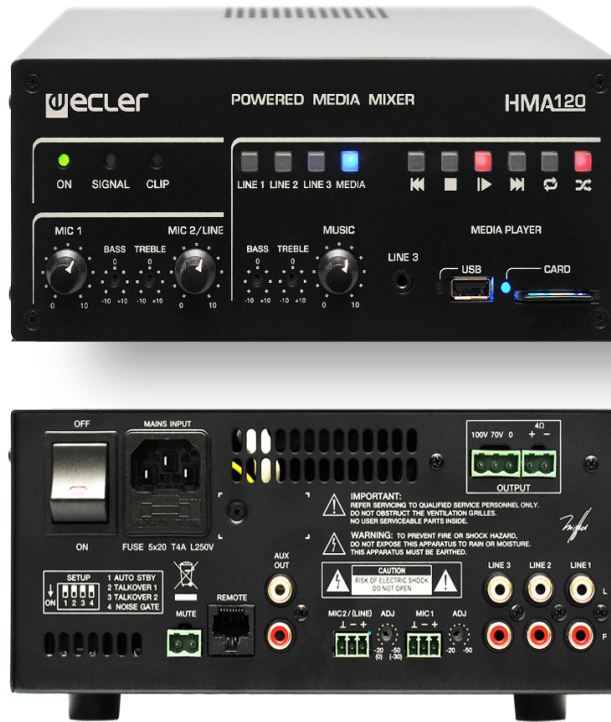 ecler
POWERED MEDIA MIXER
HMA120
ON SIGNAL CLIP
LINE 1 LINE 2 LINE 3 MEDIA
MIC 1
MIC 2/LINE
MUSIC
MEDIA PLAYER
BASS TREBLE
BASS TREBLE
LINE 3
USB
CARD
0 0
0 0
-10 +10 -10 +10
-10 +10 -10 +10
0 10
0 10
0 10
OFF
MAINS INPUT
4Ω
100V 70V 0 + −
OUTPUT
IMPORTANT:
REFER SERVICING TO QUALIFIED SERVICE PERSONNEL ONLY.
DO NOT OBSTRUCT THE VENTILATION GRILLES.
NO USER SERVICEABLE PARTS INSIDE.
WARNING: TO PREVENT FIRE OR SHOCK HAZARD,
DO NOT EXPOSE THIS APPARATUS TO RAIN OR MOISTURE.
THIS APPARATUS MUST BE EARTHED.
ON
FUSE 5x20 T4A L250V
CAUTION
RISK OF ELECTRIC SHOCK
DO NOT OPEN
AUX
OUT
LINE 3 LINE 2 LINE 1
SETUP
ON 1 2 3 4
1 AUTO STBY
2 TALKOVER 1
3 TALKOVER 2
4 NOISE GATE
MUTE
REMOTE
MIC 2/(LINE) ADJ MIC 1 ADJ
⊥ − +
⊥ − +
-20 -50
(0) (-30)
-20 -50
L